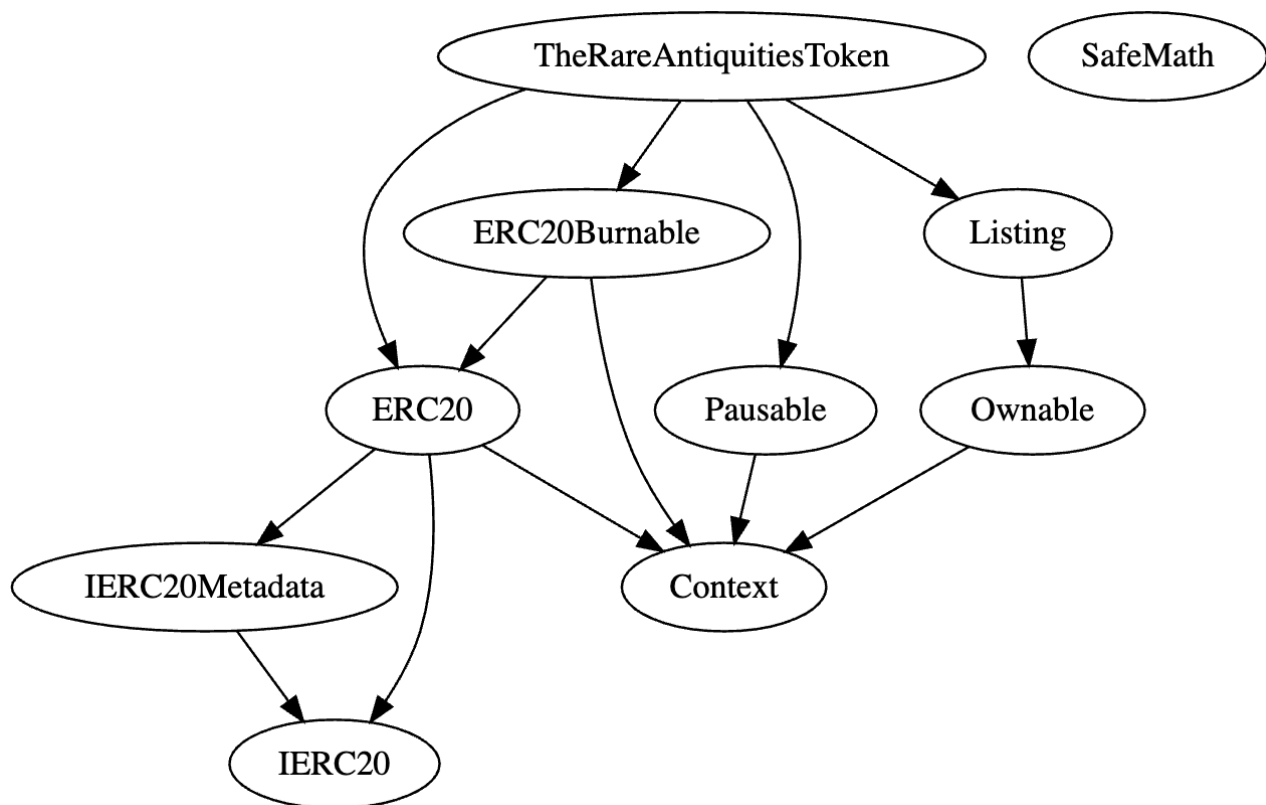 TheRareAntiquitiesToken
SafeMath
ERC20Burnable
Listing
ERC20
Pausable
Ownable
IERC20Metadata
Context
IERC20